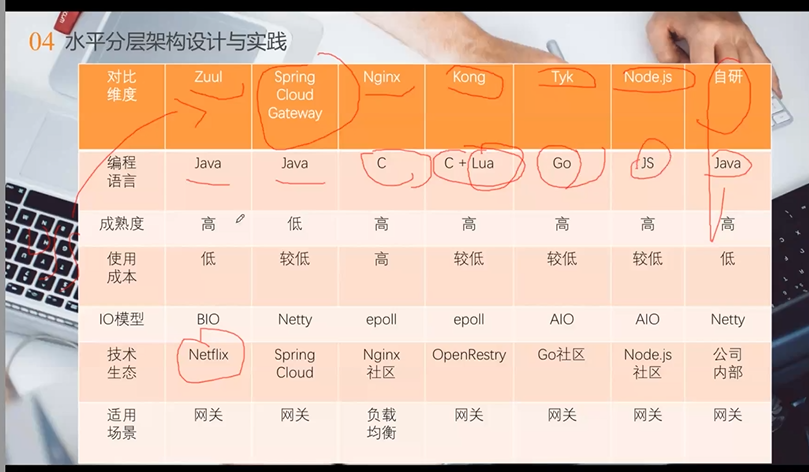 04 水平分层架构设计与实践
对比维度 Zuul Spring Cloud Gateway Nginx Kong Tyk Node.js 自研
编程语言 Java Java C C + Lua Go JS Java
成熟度 高 低 高 高 高 高 高
使用成本 低 较低 高 较低 较低 较低 低
IO模型 BIO Netty epoll epoll AIO AIO Netty
技术生态 Netflix Spring Cloud Nginx社区 OpenRestry Go社区 Node.js社区 公司内部
适用场景 网关 网关 负载均衡 网关 网关 网关 网关